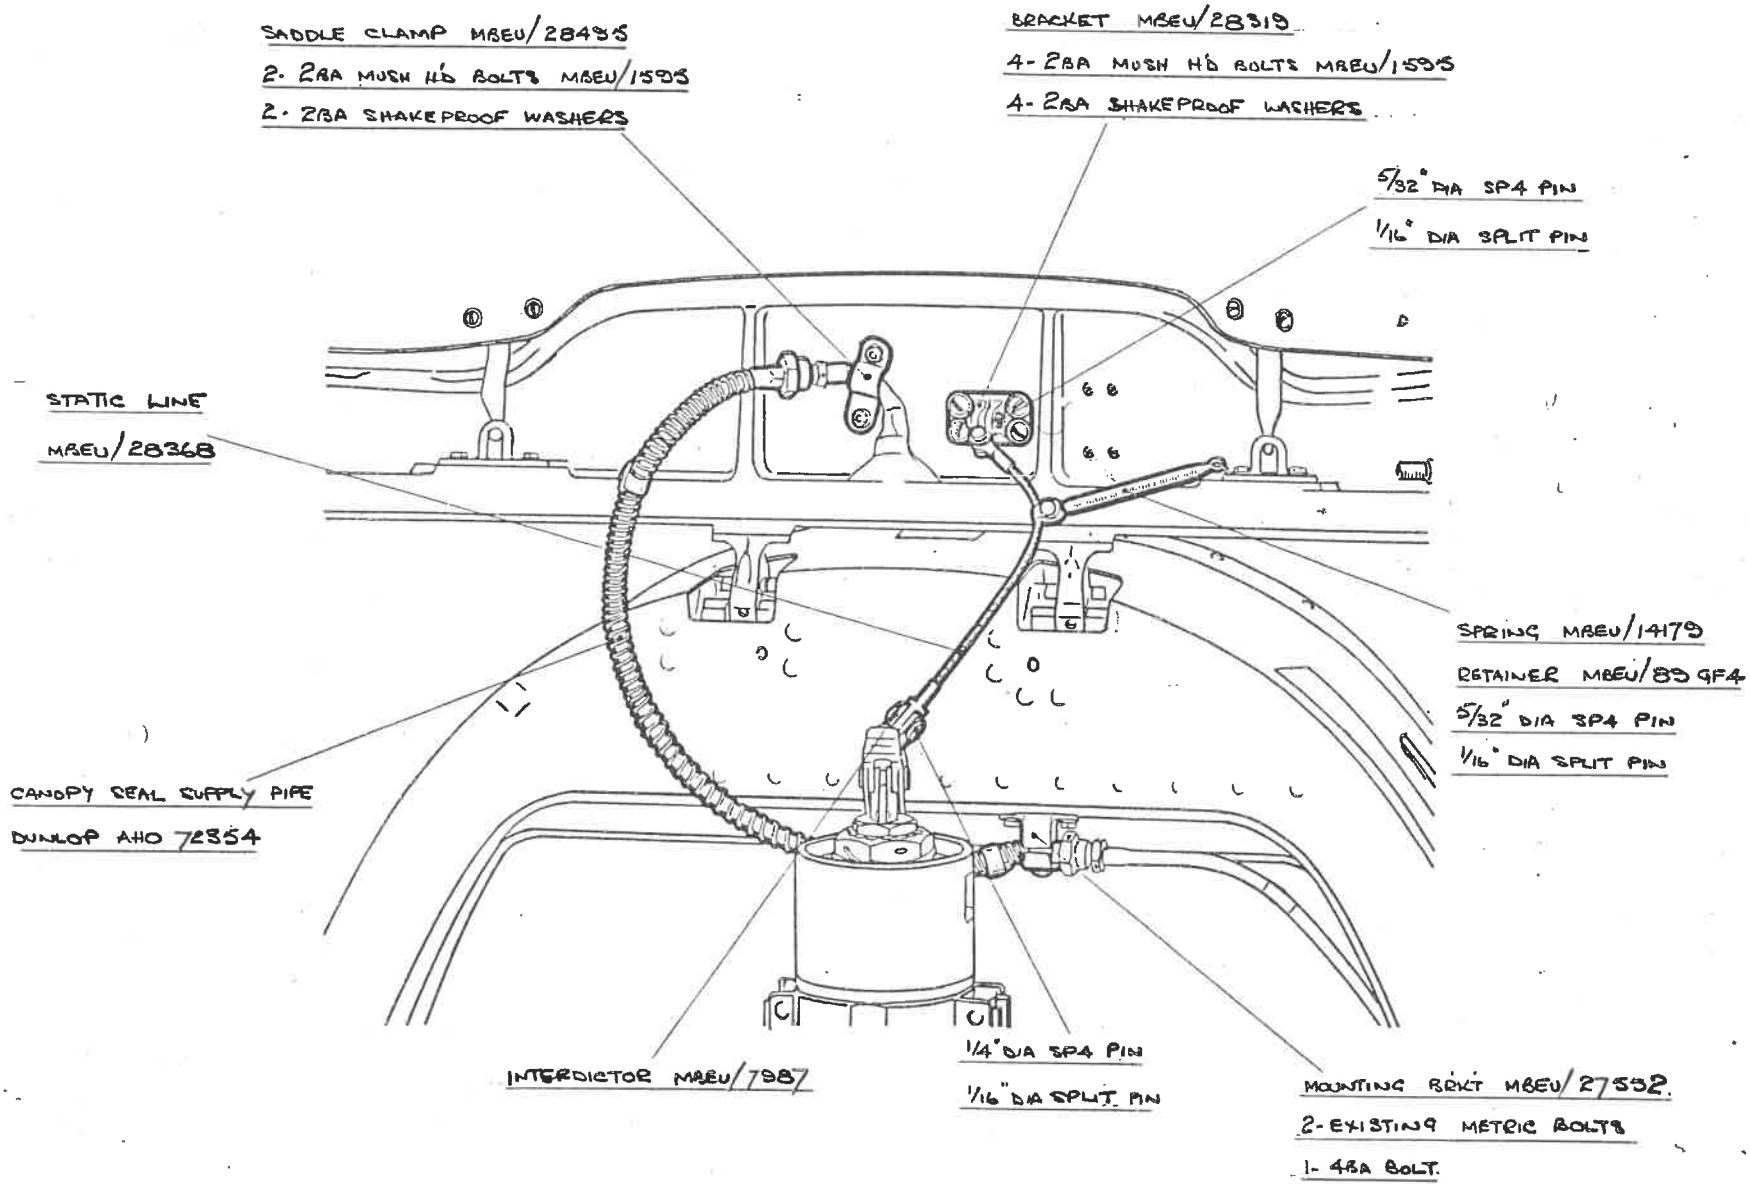 SADDLE CLAMP MBEU/28495
2. 2BA MUSH H'D BOLTS MBEU/1595
2. 2BA SHAKEPROOF WASHERS
BRACKET MBEU/28319
4-2BA MUSH H'D BOLTS MBEU/1595
4-2BA SHAKEPROOF WASHERS
5/32" DIA SP4 PIN
1/16" DIA SPLIT PIN
STATIC LINE
MBEU/28368
SPRING MBEU/14179
RETAINER MBEU/89 GF4
5/32" DIA SP4 PIN
1/16" DIA SPLIT PIN
CANOPY SEAL SUPPLY PIPE
DUNLOP AHO 72354
INTERDICTOR MBEU/7987
1/4" DIA SP4 PIN
1/16" DIA SPLIT PIN
MOUNTING BRKT MBEU/27592.
2-EXISTING METRIC BOLTS
1-4BA BOLT.